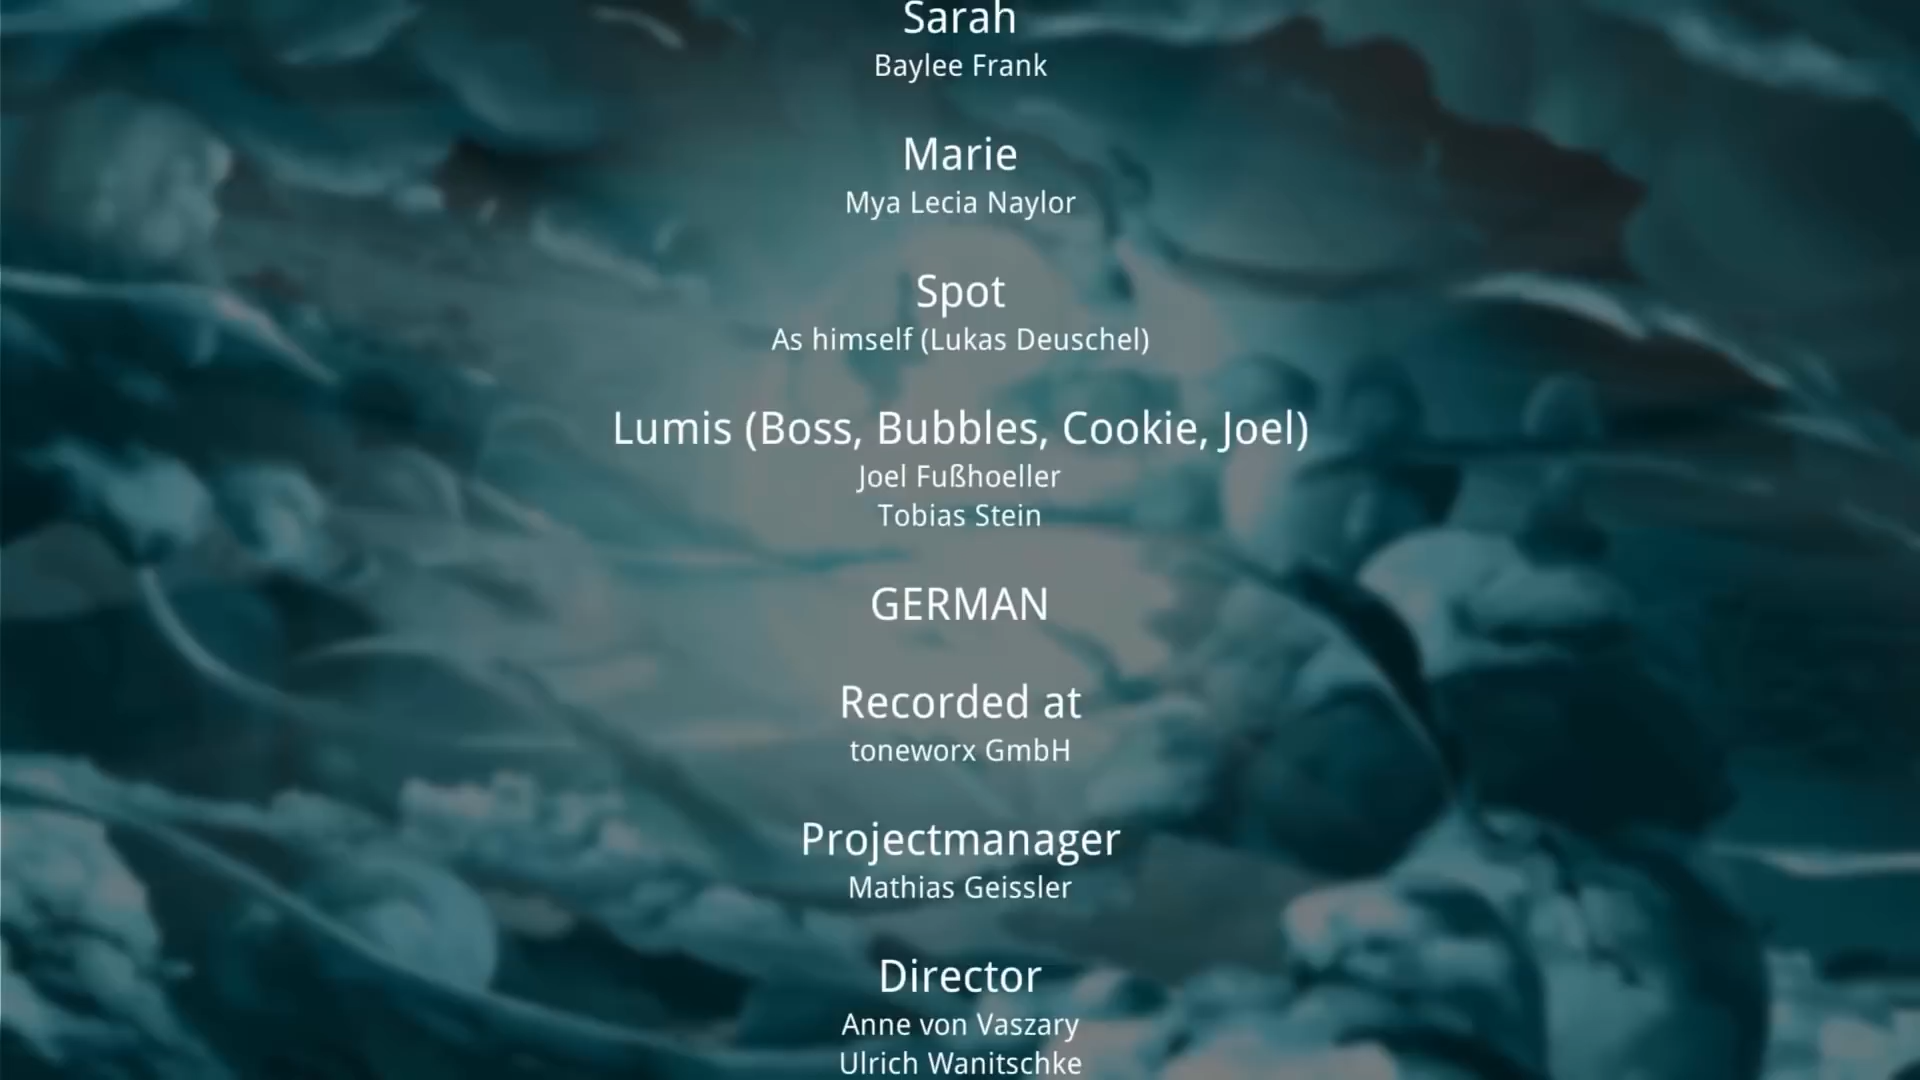 Sarah
Baylee Frank
Marie
Mya Lecia Naylor
Spot
As himself (Lukas Deuschel)
Lumis (Boss, Bubbles, Cookie, Joel)
Joel Fußhoeller
Tobias Stein
GERMAN
Recorded at
toneworx GmbH
Projectmanager
Mathias Geissler
Director
Anne von Vaszary
Ulrich Wanitschke